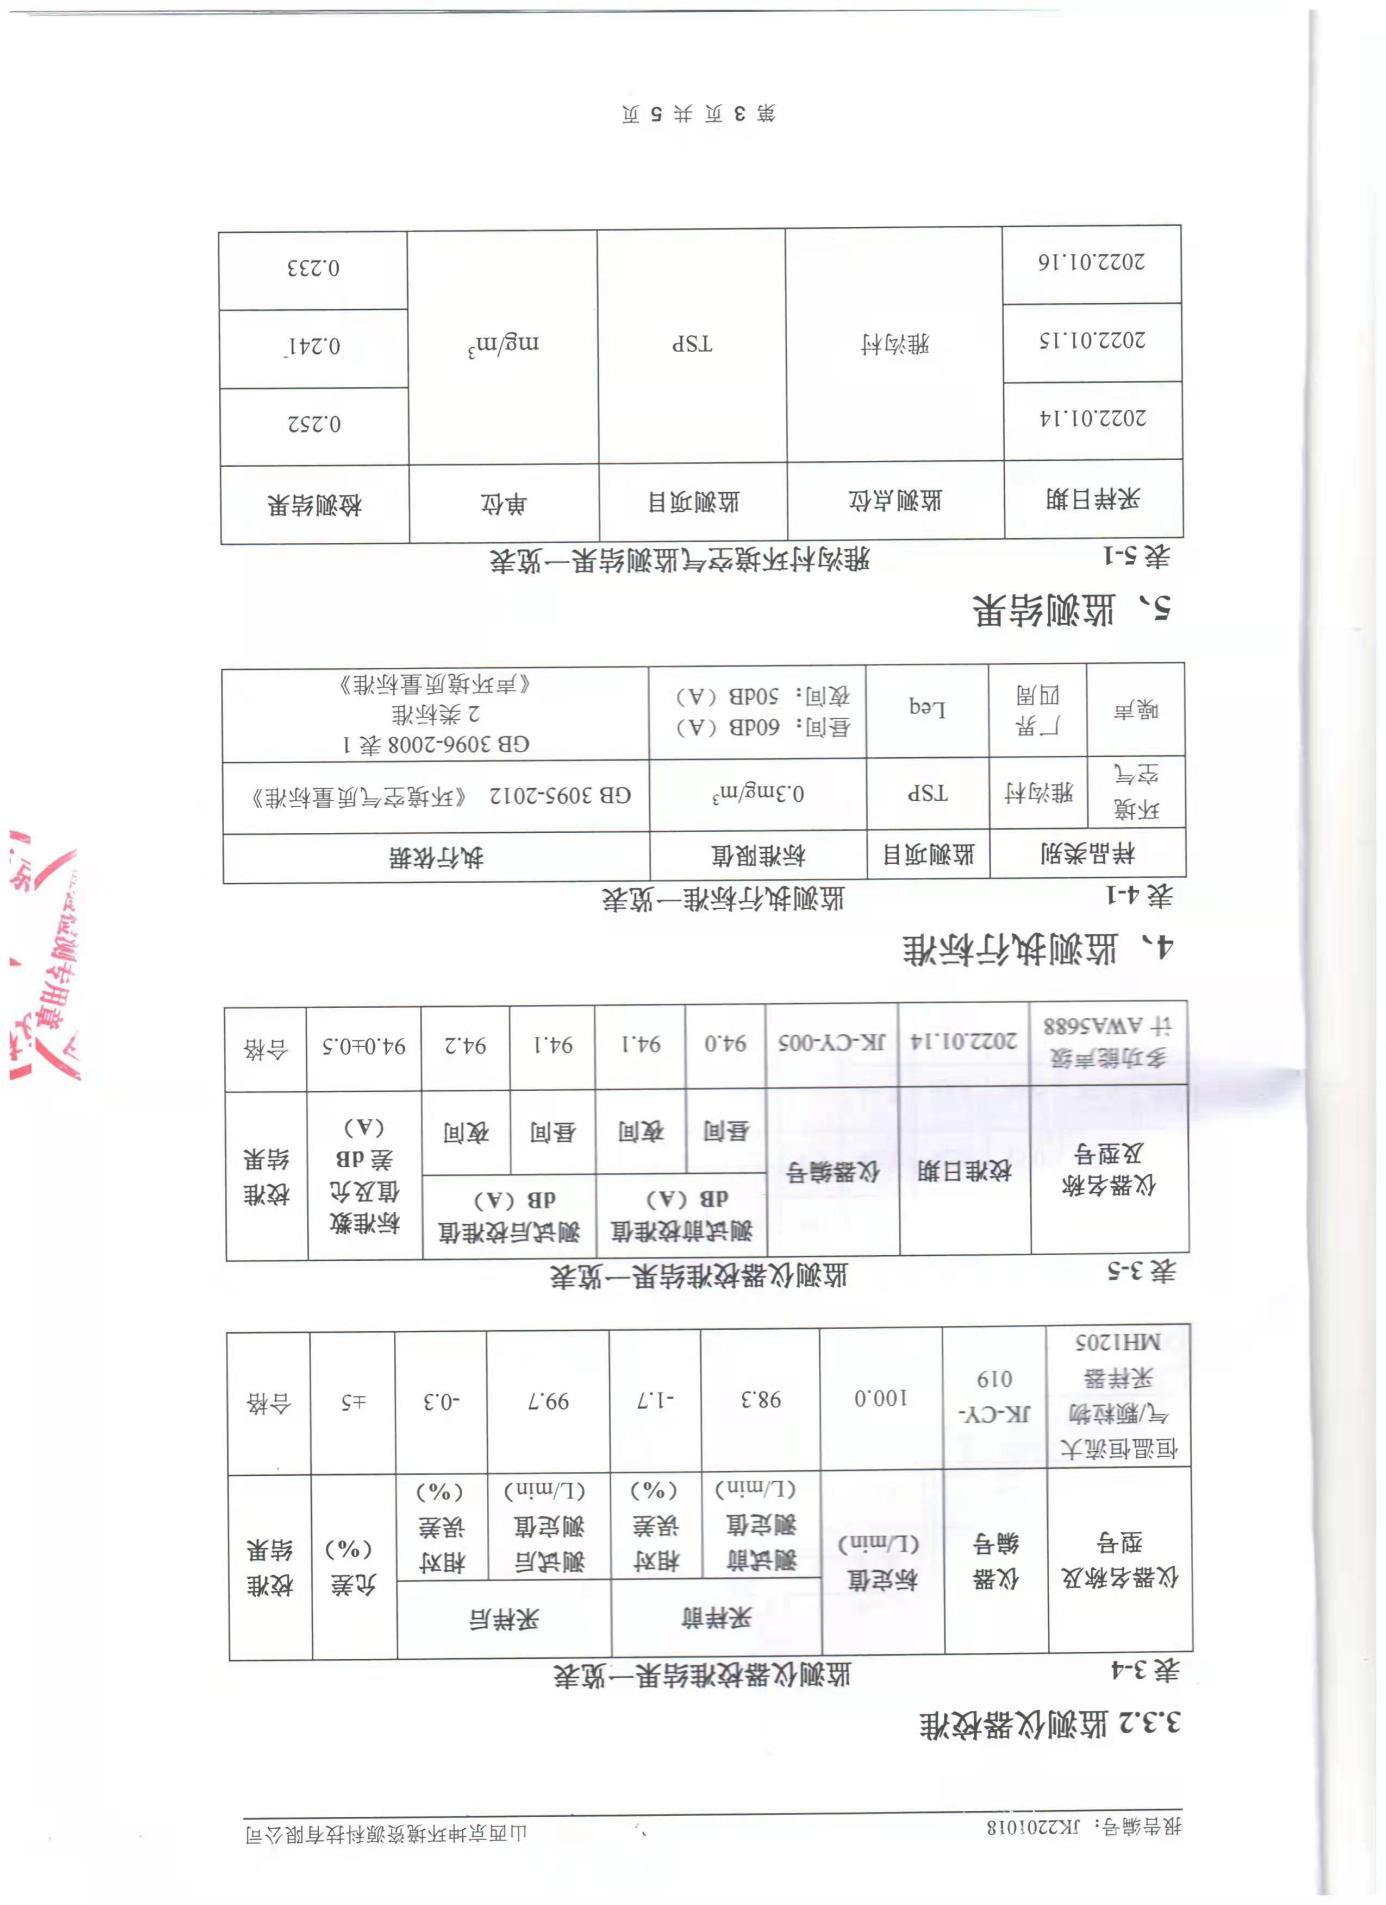 报告编号：JK2201018 山西京坤环境资源科技有限公司
3.3.2 监测仪器校准
表 3-4 监测仪器校准结果一览表
仪器名称及型号 仪器编号 标定值（L/min） 采样前 采样后 允差（%） 校准结果
测试前测定值（L/min） 相对误差（%） 测试后测定值（L/min） 相对误差（%）
恒温恒流大气/颗粒物采样器 MH1205 JK-CY-019 100.0 98.3 -1.7 99.7 -0.3 ±5 合格
表 3-5 监测仪器校准结果一览表
仪器名称及型号 校准日期 仪器编号 测试前校准值 dB（A） 测试后校准值 dB（A） 标准数值及允差 dB（A） 校准结果
昼间 夜间 昼间 夜间
多功能声级计 AWA5688 2022.01.14 JK-CY-005 94.0 94.1 94.1 94.2 94.0±0.5 合格
4、监测执行标准
表 4-1 监测执行标准一览表
样品类别 监测项目 标准限值 执行依据
环境空气 雅沟村 TSP 0.3mg/m³ GB 3095-2012 《环境空气质量标准》
噪声 厂界四周 Leq 昼间：60dB（A） 夜间：50dB（A） GB 3096-2008 表 1 2 类标准 《声环境质量标准》
5、监测结果
表 5-1 雅沟村环境空气监测结果一览表
采样日期 监测点位 监测项目 单位 检测结果
2022.01.14 雅沟村 TSP mg/m³ 0.252
2022.01.15 0.241
2022.01.16 0.233
第 3 页 共 5 页
检测专用章